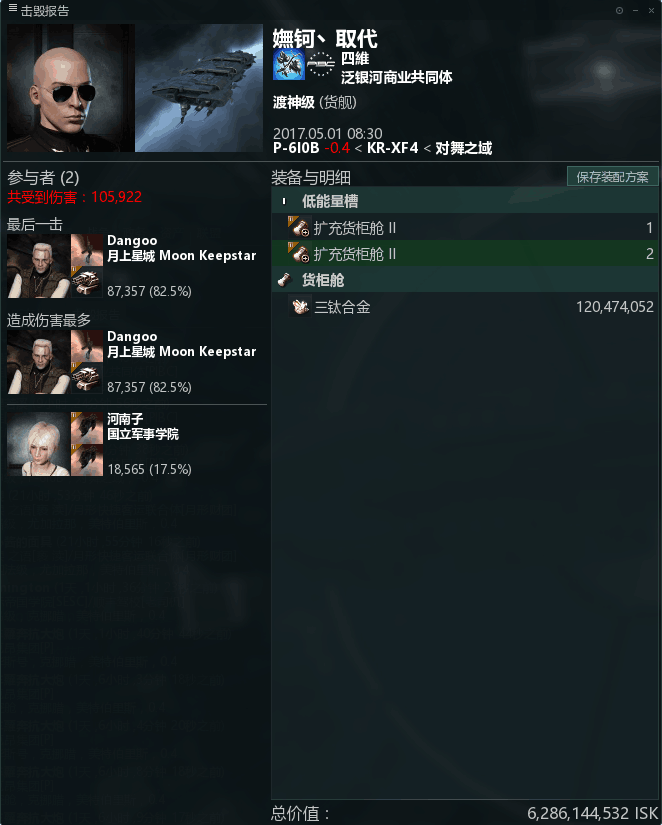 击毁报告
嫵钶、取代
四維
泛银河商业共同体
渡神级 (货舰)
2017.05.01 08:30
P-6I0B -0.4 < KR-XF4 < 对舞之域
参与者 (2)
共受到伤害：105,922
最后一击
Dangoo
月上星城 Moon Keepstar
87,357 (82.5%)
造成伤害最多
Dangoo
月上星城 Moon Keepstar
87,357 (82.5%)
河南子
国立军事学院
18,565 (17.5%)
装备与明细
保存装配方案
低能量槽
扩充货柜舱 II 1
扩充货柜舱 II 2
货柜舱
三钛合金 120,474,052
总价值： 6,286,144,532 ISK